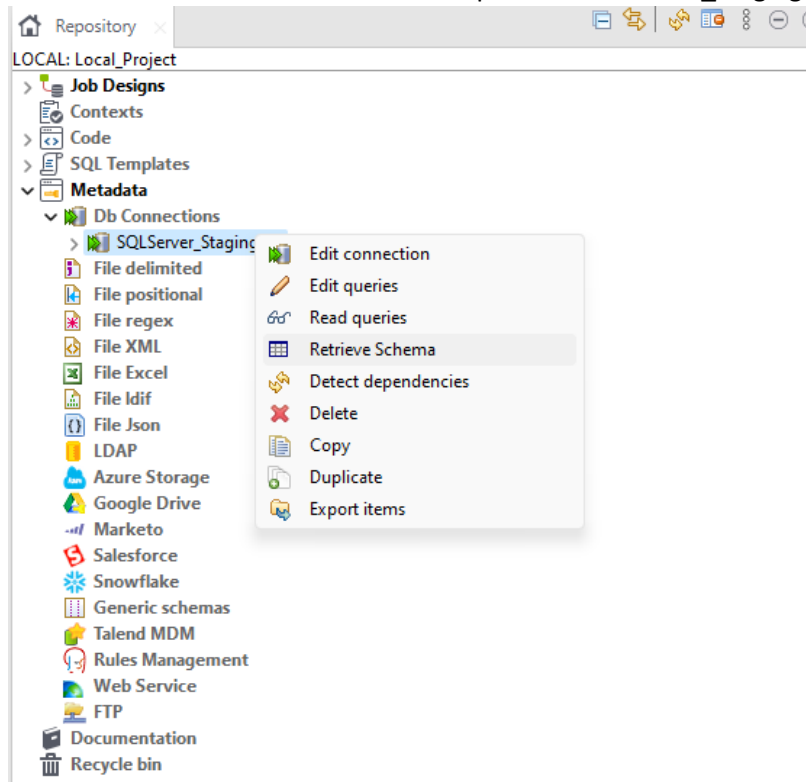 Repository
LOCAL: Local_Project
Job Designs
Contexts
Code
SQL Templates
Metadata
Db Connections
SQLServer_Staging
File delimited
File positional
File regex
File XML
File Excel
File ldif
File Json
LDAP
Azure Storage
Google Drive
Marketo
Salesforce
Snowflake
Generic schemas
Talend MDM
Rules Management
Web Service
FTP
Documentation
Recycle bin
Edit connection
Edit queries
Read queries
Retrieve Schema
Detect dependencies
Delete
Copy
Duplicate
Export items